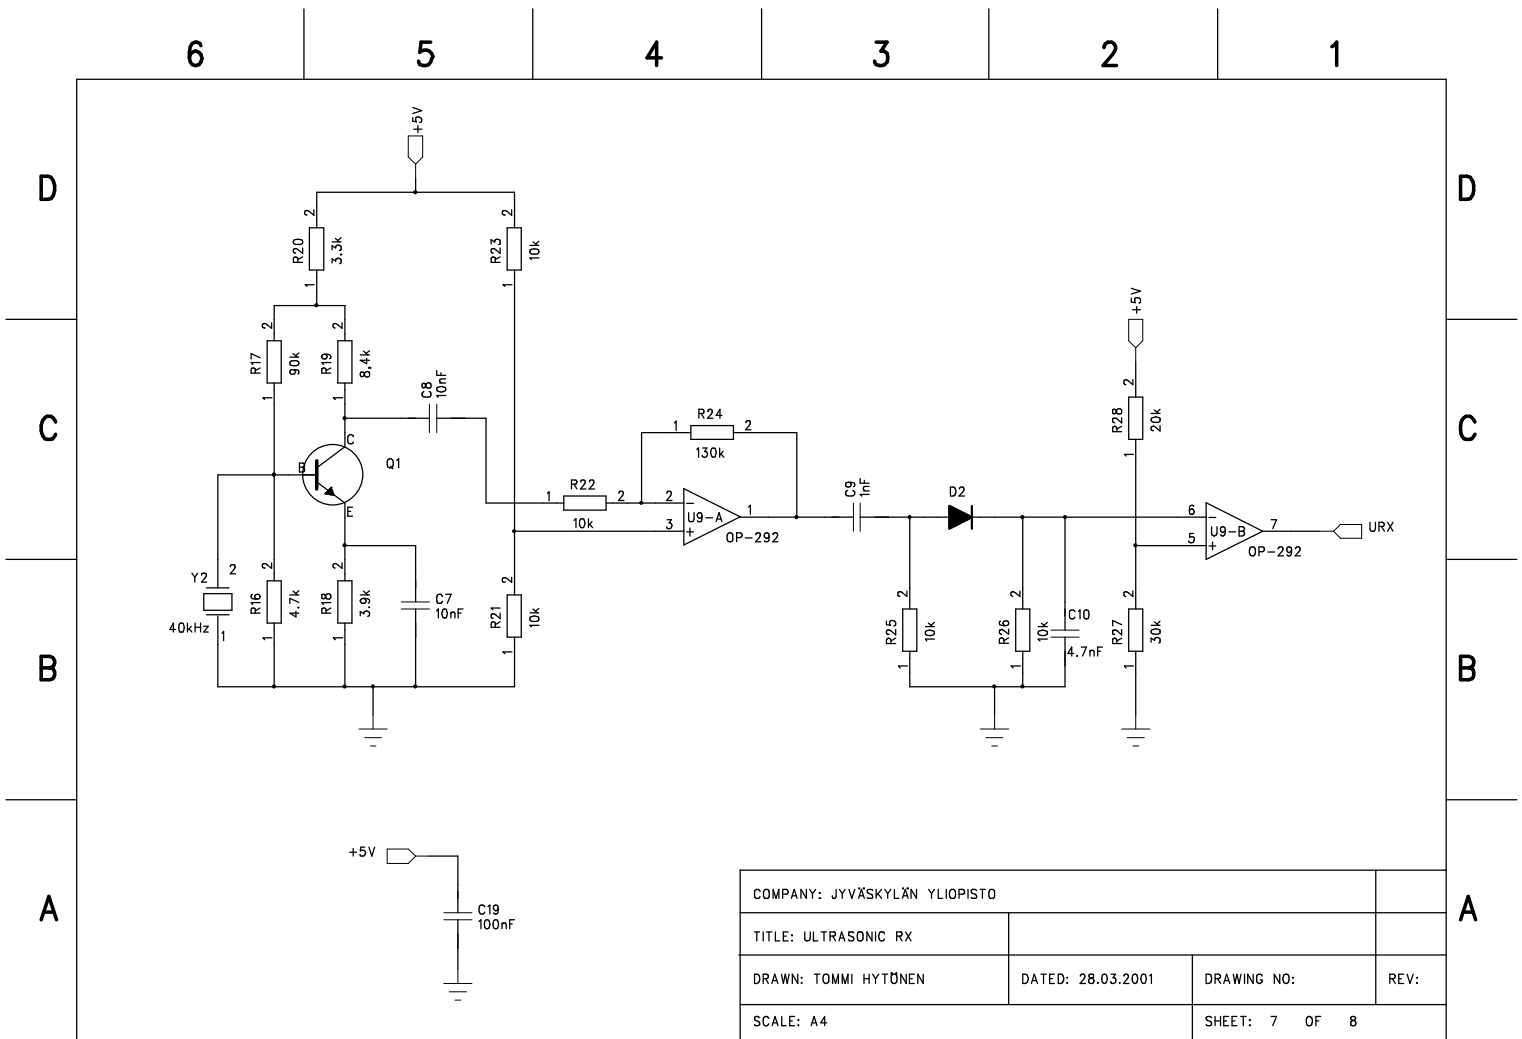 6 5 4 3 2 1
+5V
D D
R20 3.3k 2 1
R23 10k 2 1
+5V
R17 90k 2 1
R19 8,4k 2 1
C8 10nF
R28 20k 2 1
C C
R24 1 2
130k
B C E Q1
R22 1 2
10k
2 − 3 + 1
U9-A
OP-292
C9 1nF
D2
6 − 5 + 7
U9-B
OP-292
URX
Y2 2
40kHz 1
R16 4.7k 2 1
R18 3.9k 2 1
C7
10nF
R21 10k 2 1
R25 10k 2 1
R26 10k 2 1
C10
4.7nF
R27 30k 2 1
B B
+5V
C19
100nF
A A
COMPANY: JYVÄSKYLÄN YLIOPISTO
TITLE: ULTRASONIC RX
DRAWN: TOMMI HYTÖNEN DATED: 28.03.2001 DRAWING NO: REV:
SCALE: A4 SHEET: 7 OF 8